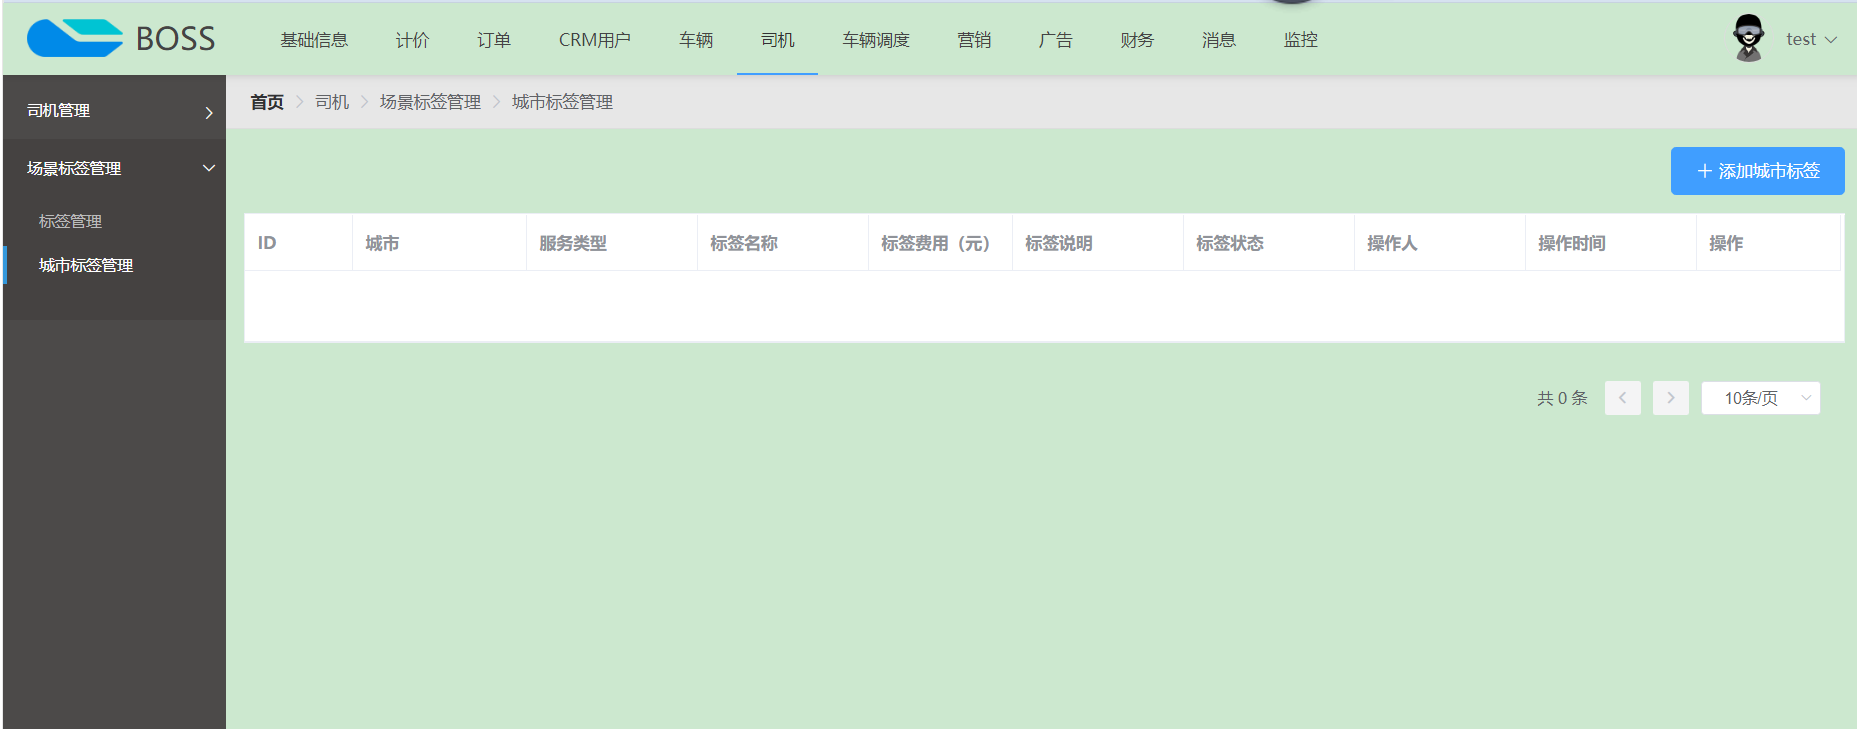 BOSS 基础信息 计价 订单 CRM用户 车辆 司机 车辆调度 营销 广告 财务 消息 监控 test
司机管理
场景标签管理
标签管理
城市标签管理
首页 司机 场景标签管理 城市标签管理
添加城市标签
ID 城市 服务类型 标签名称 标签费用（元） 标签说明 标签状态 操作人 操作时间 操作
共 0 条 10条/页